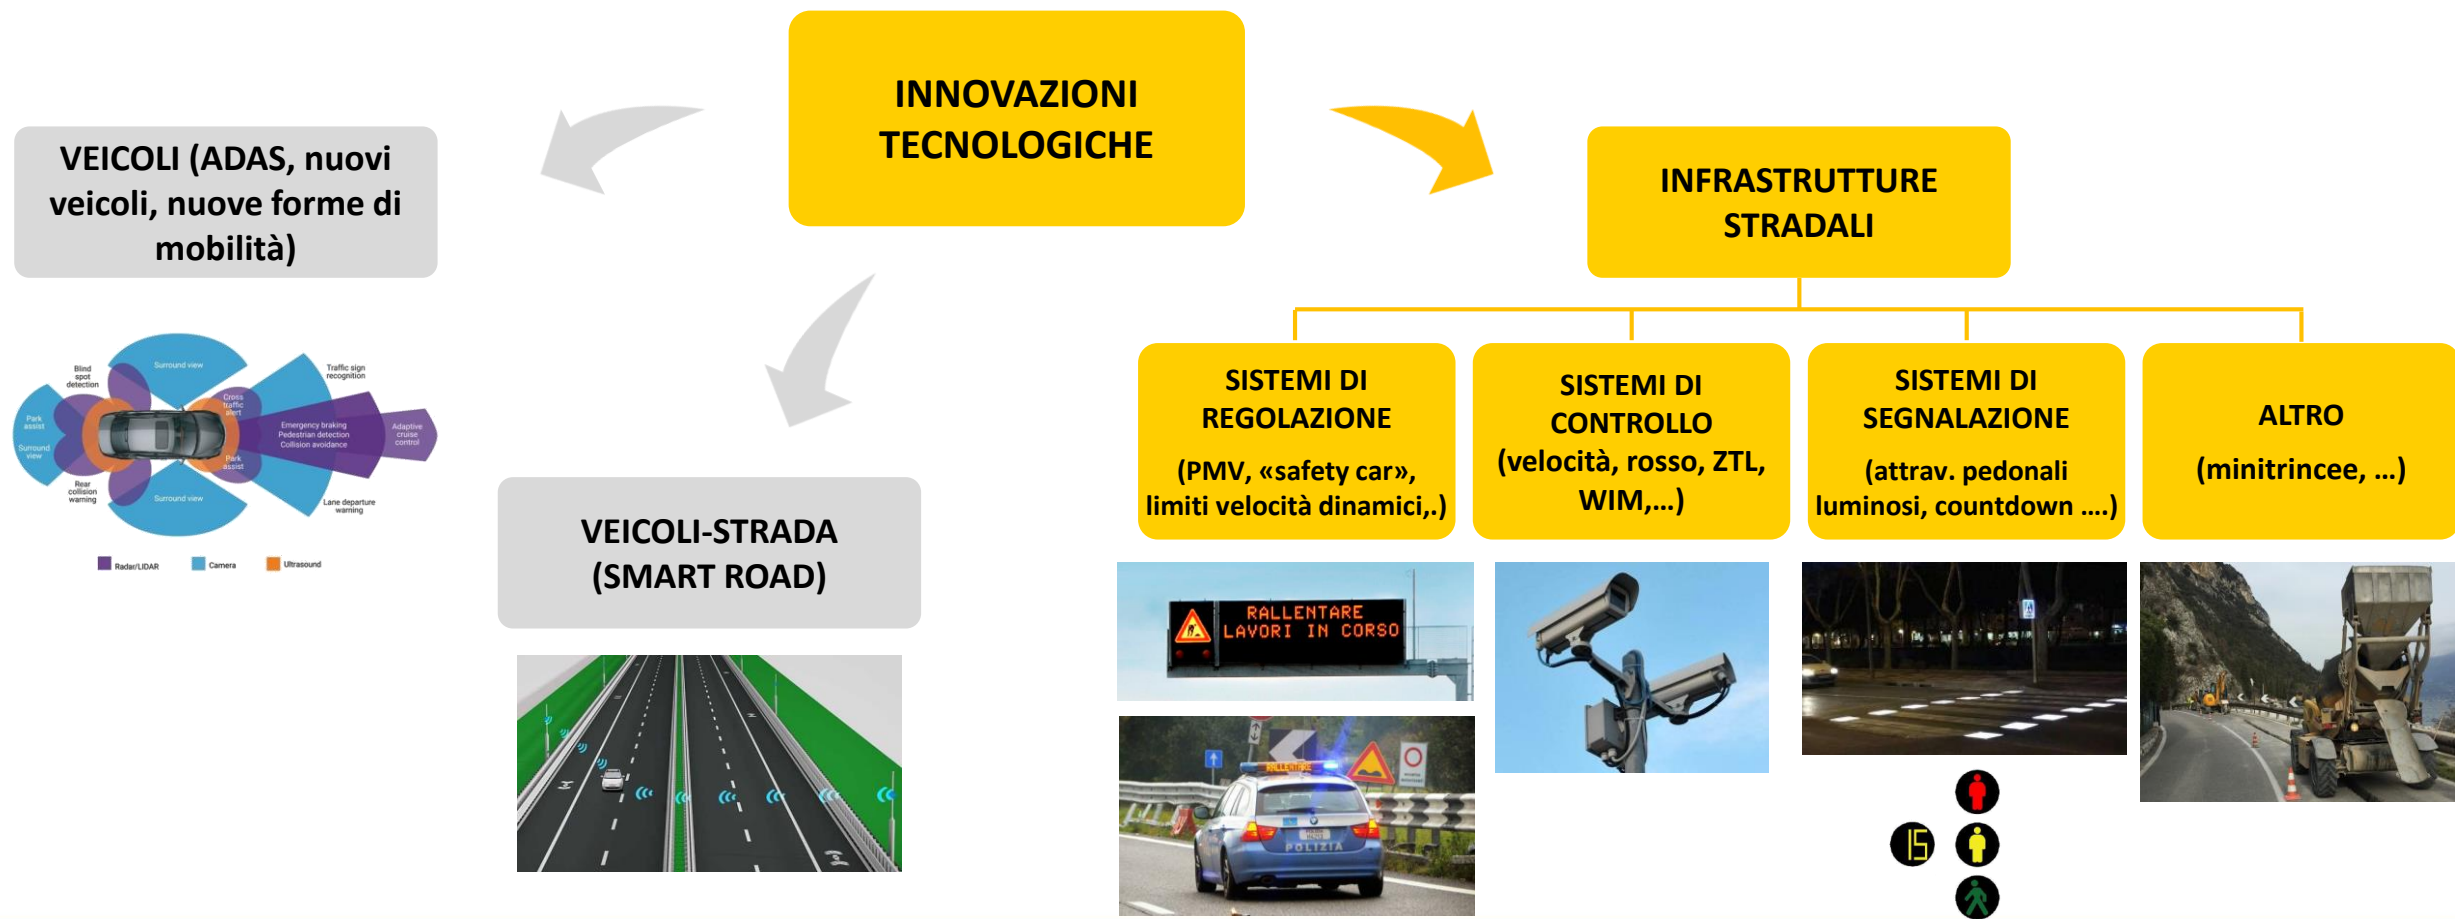 INNOVAZIONI
TECNOLOGICHE
VEICOLI (ADAS, nuovi
veicoli, nuove forme di
mobilità)
INFRASTRUTTURE
STRADALI
Surround view
Blind
spot
detection
Traffic sign
recognition
Park
assist
Surround
view
Cross
traffic
alert
Emergency braking
Pedestrian detection
Collision avoidance
Adaptive
cruise
control
Park
assist
Rear
collision
warning
Surround view
Lane departure
warning
Radar/LIDAR
Camera
Ultrasound
VEICOLI-STRADA
(SMART ROAD)
SISTEMI DI
REGOLAZIONE
(PMV, «safety car»,
limiti velocità dinamici,.)
SISTEMI DI
CONTROLLO
(velocità, rosso, ZTL,
WIM,…)
SISTEMI DI
SEGNALAZIONE
(attrav. pedonali
luminosi, countdown ….)
ALTRO
(minitrincee, …)
RALLENTARE
LAVORI IN CORSO
RALLENTARE
POLIZIA
15